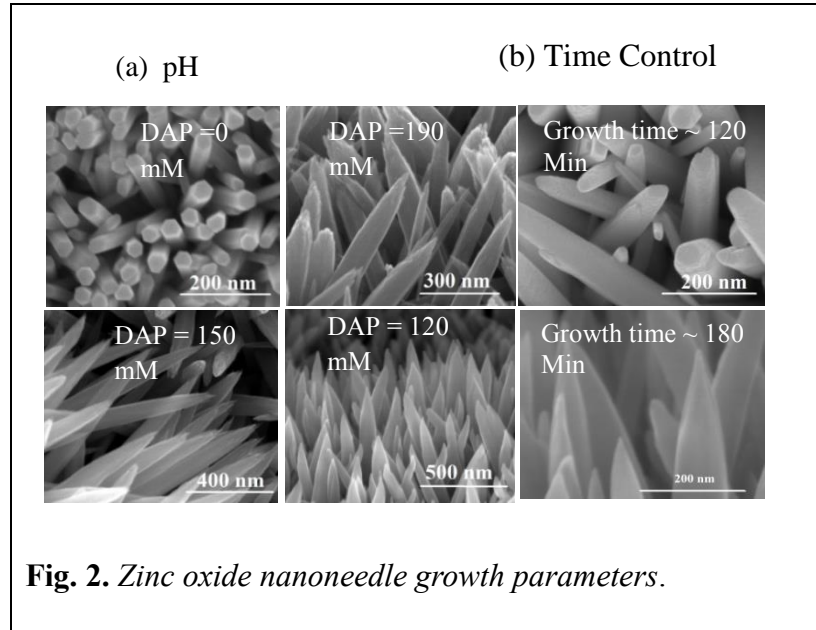 (a) pH
(b) Time Control
DAP =0
mM
200 nm
DAP =190
mM
300 nm
Growth time ~ 120
Min
200 nm
DAP = 150
mM
400 nm
DAP = 120
mM
500 nm
Growth time ~ 180
Min
200 nm
Fig. 2. Zinc oxide nanoneedle growth parameters.